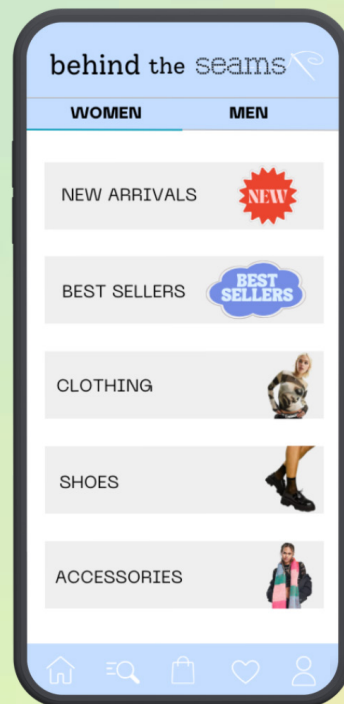 behind the seams
WOMEN MEN
NEW ARRIVALS NEW
BEST SELLERS BEST
SELLERS
CLOTHING
SHOES
ACCESSORIES